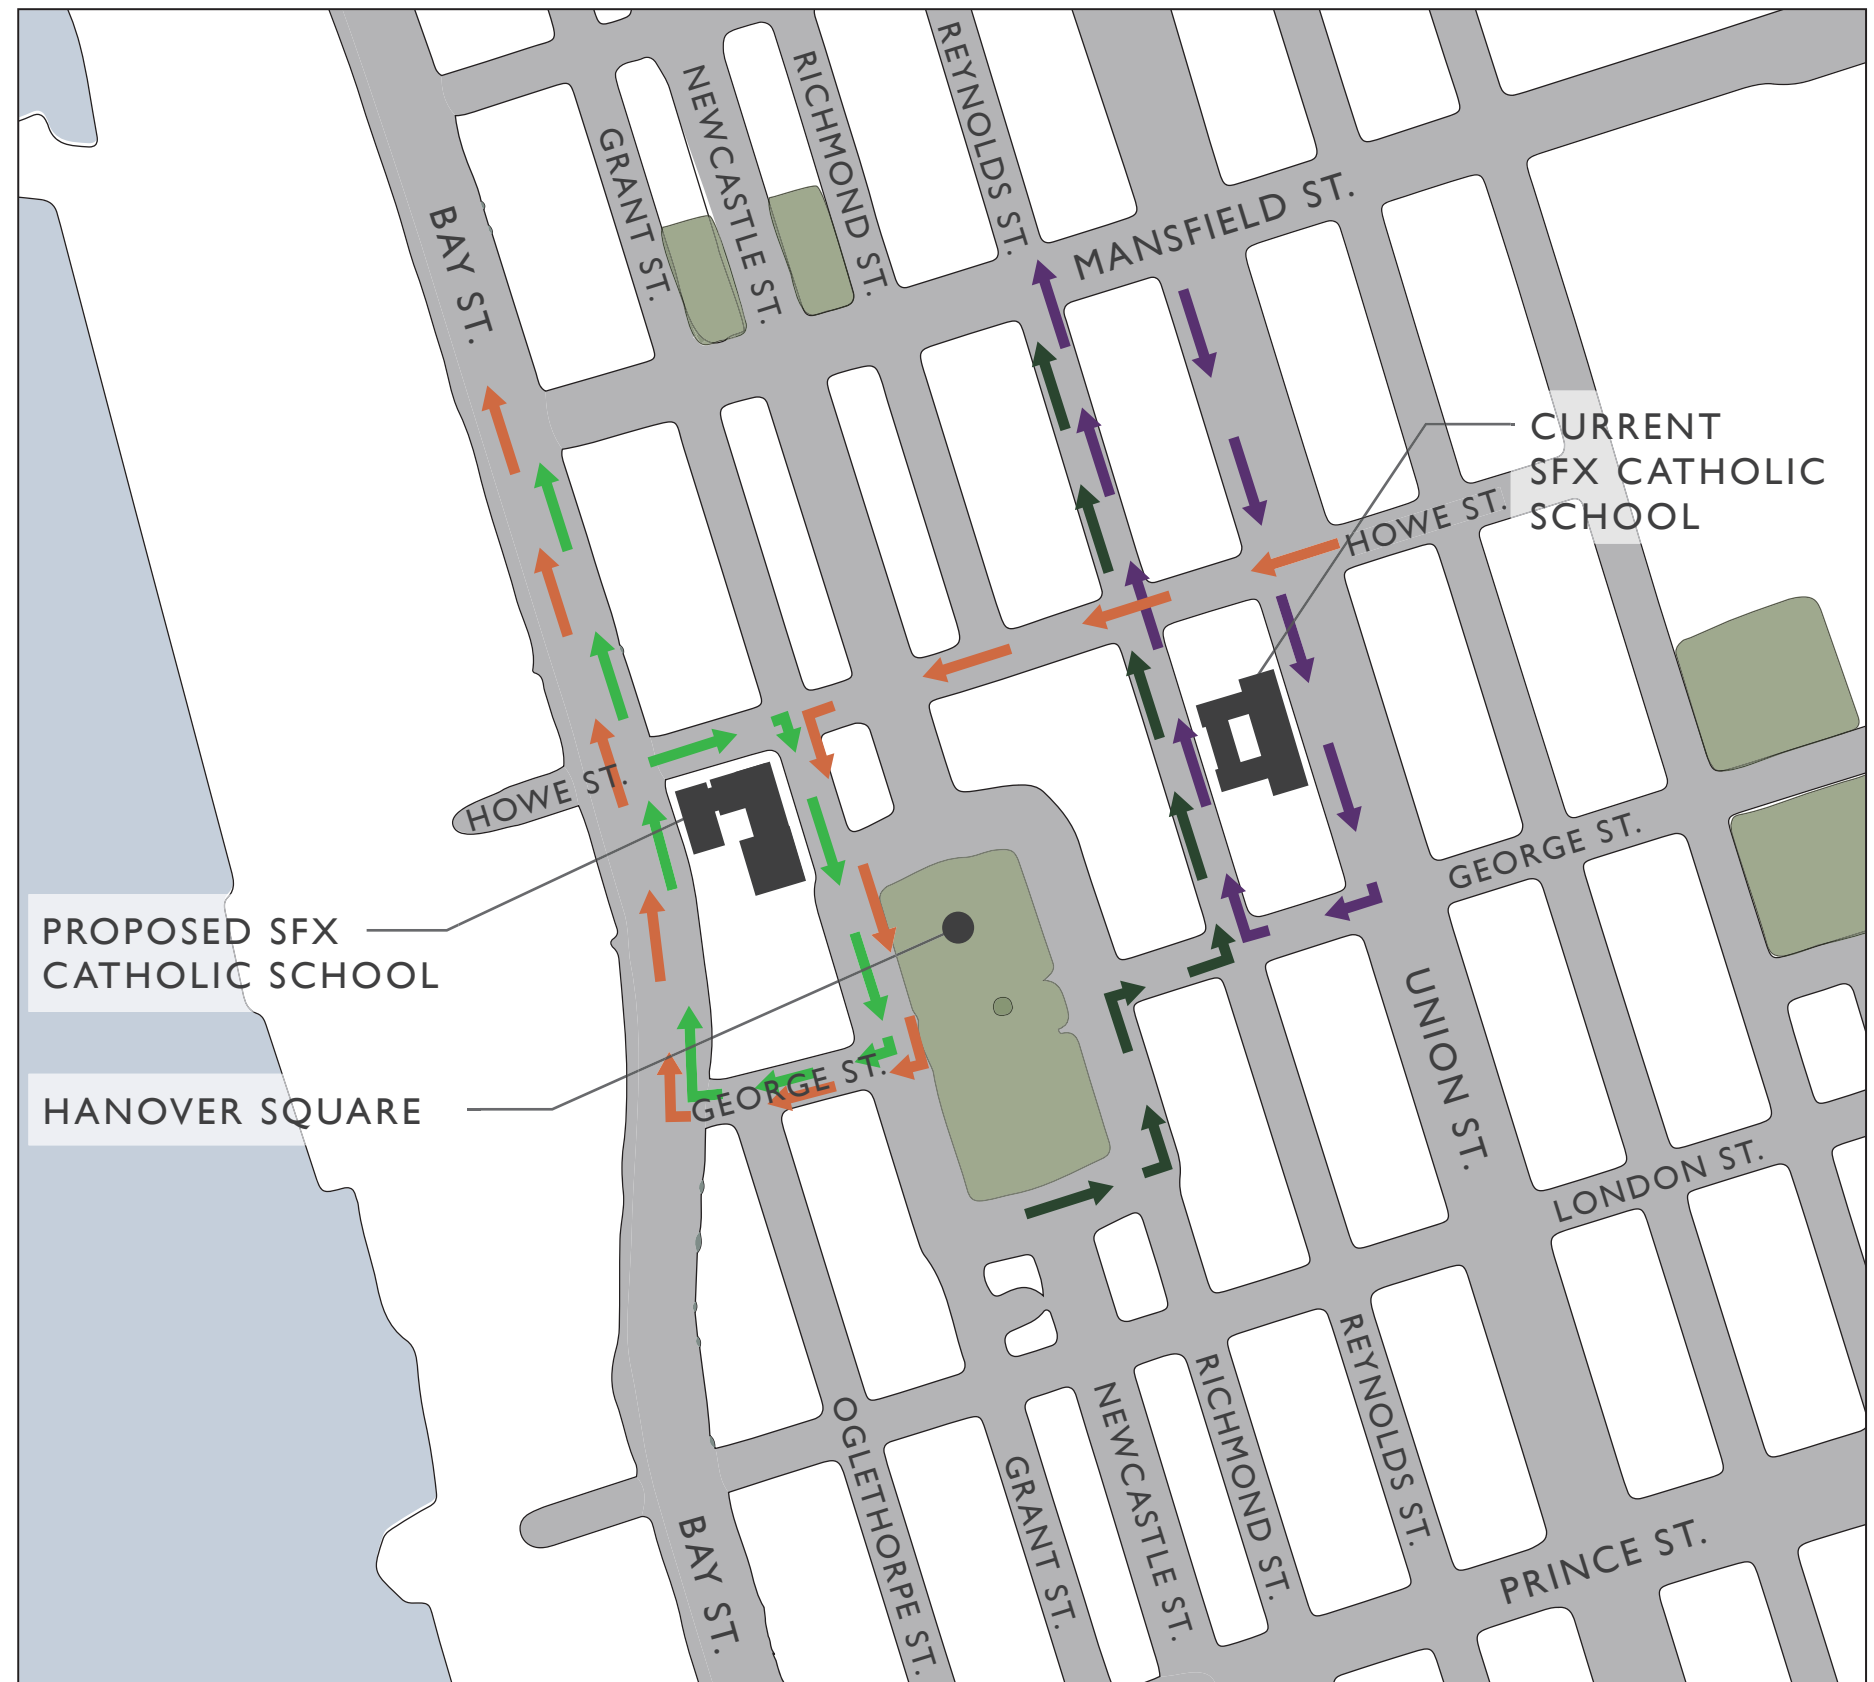 REYNOLDS ST.
RICHMOND ST.
NEWCASTLE ST.
GRANT ST.
BAY ST.
MANSFIELD ST.
CURRENT
SFX CATHOLIC
SCHOOL
HOWE ST.
HOWE ST.
GEORGE ST.
PROPOSED SFX
CATHOLIC SCHOOL
HANOVER SQUARE
GEORGE ST.
UNION ST.
LONDON ST.
REYNOLDS ST.
RICHMOND ST.
NEWCASTLE ST.
OGLETHORPE ST.
GRANT ST.
BAY ST.
PRINCE ST.